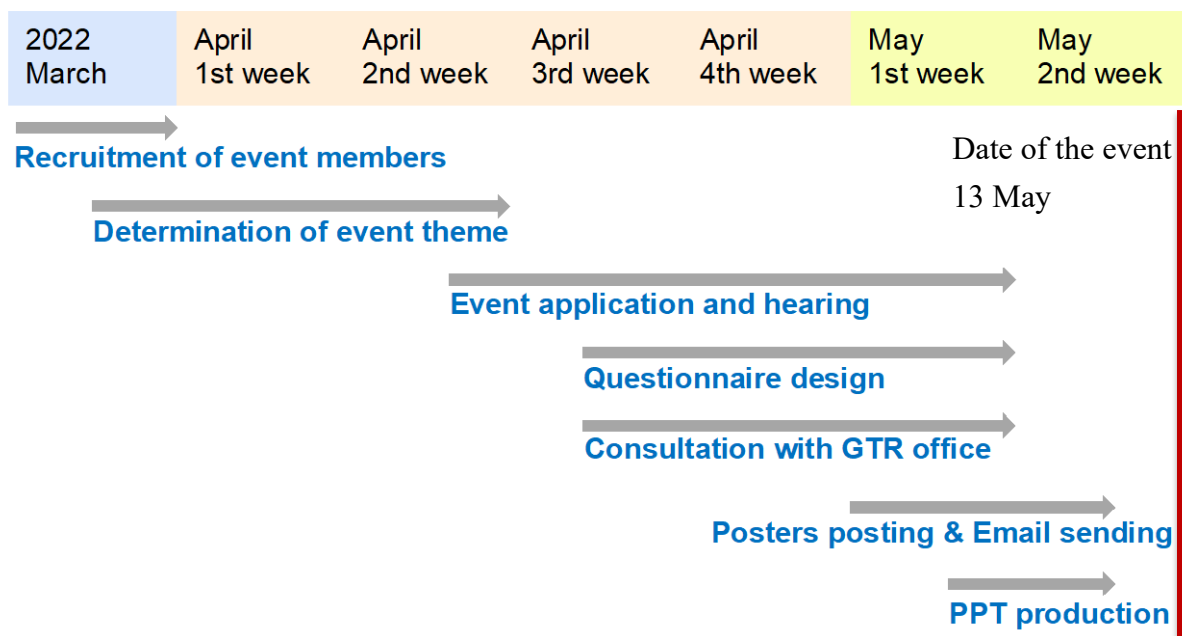 2022
March
April
1st week
April
2nd week
April
3rd week
April
4th week
May
1st week
May
2nd week
Recruitment of event members
Date of the event
13 May
Determination of event theme
Event application and hearing
Questionnaire design
Consultation with GTR office
Posters posting & Email sending
PPT production